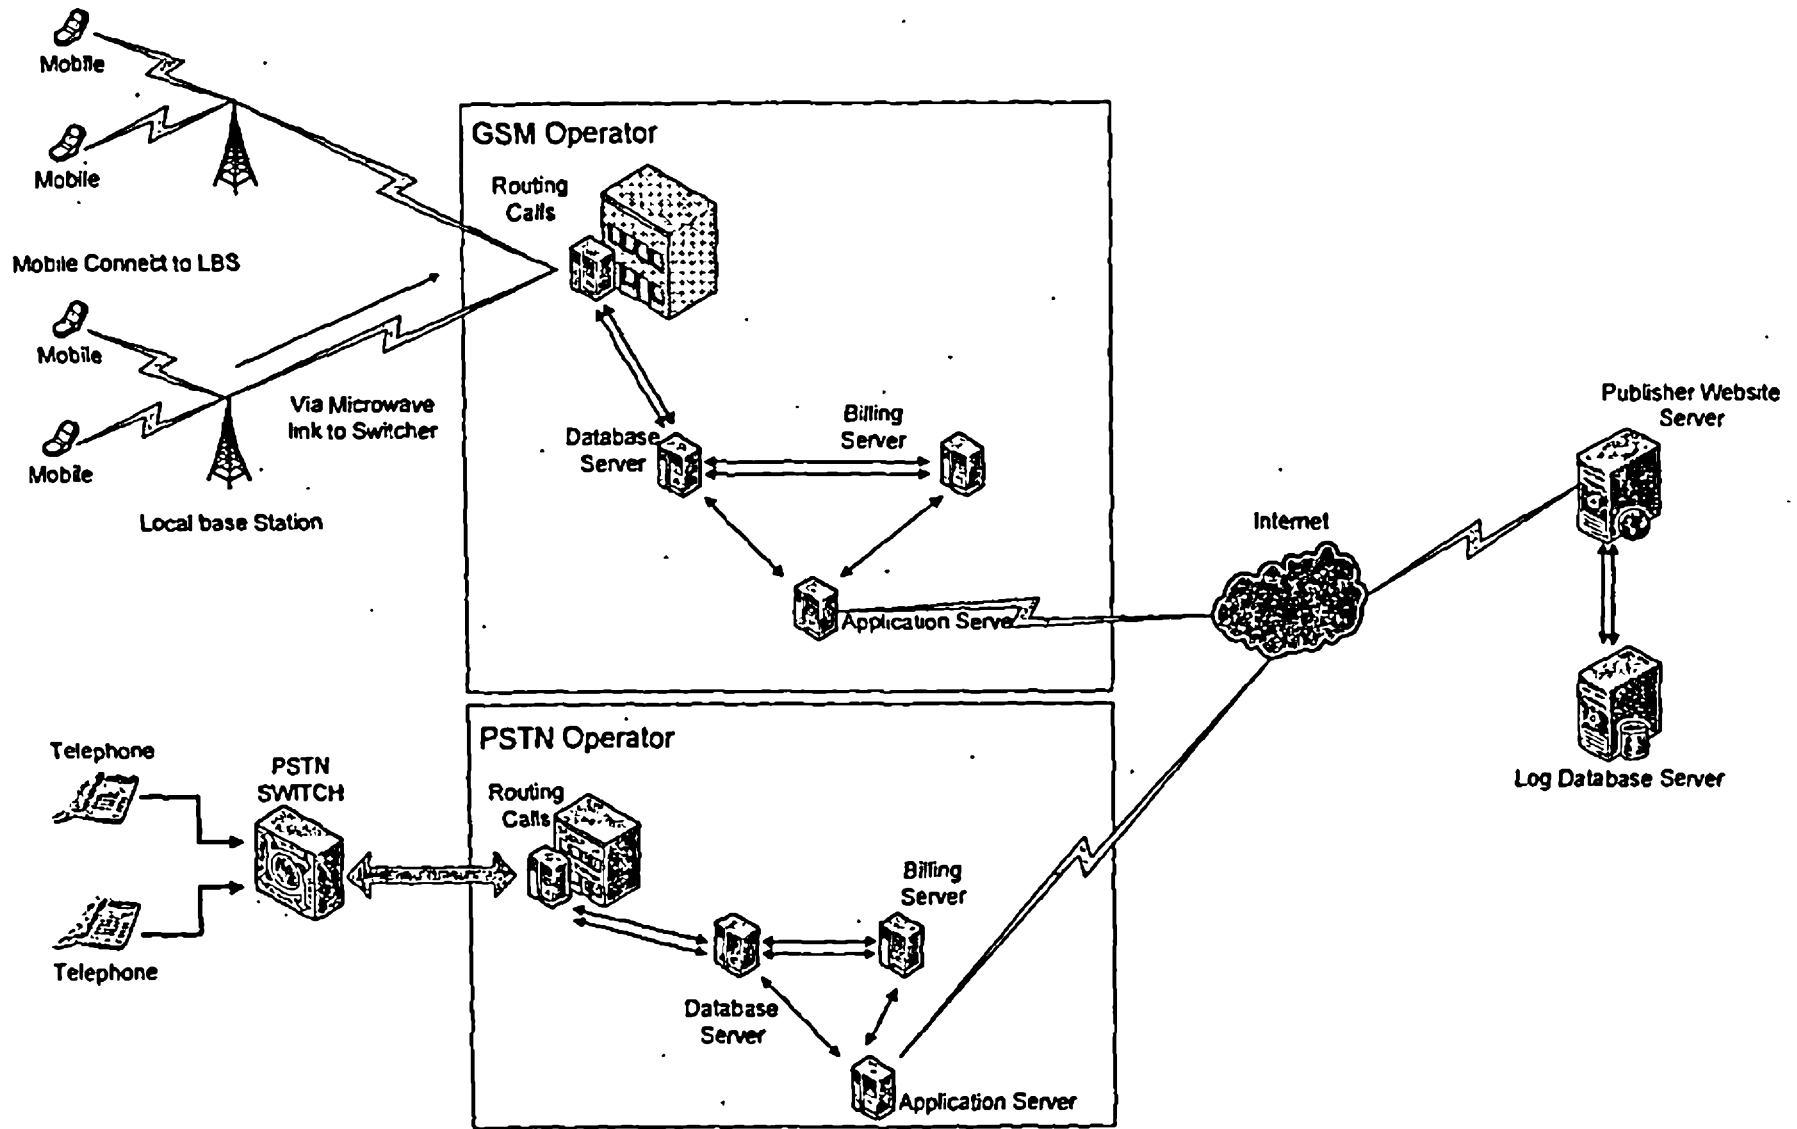 Mobile
Mobile
Mobile Connect to LBS
Mobile
Mobile
Via Microwave
link to Switcher
Local base Station
GSM Operator
Routing
Calls
Database
Server
Billing
Server
Application Server
Internet
Publisher Website
Server
Log Database Server
Telephone
Telephone
PSTN
SWITCH
PSTN Operator
Routing
Calls
Billing
Server
Database
Server
Application Server